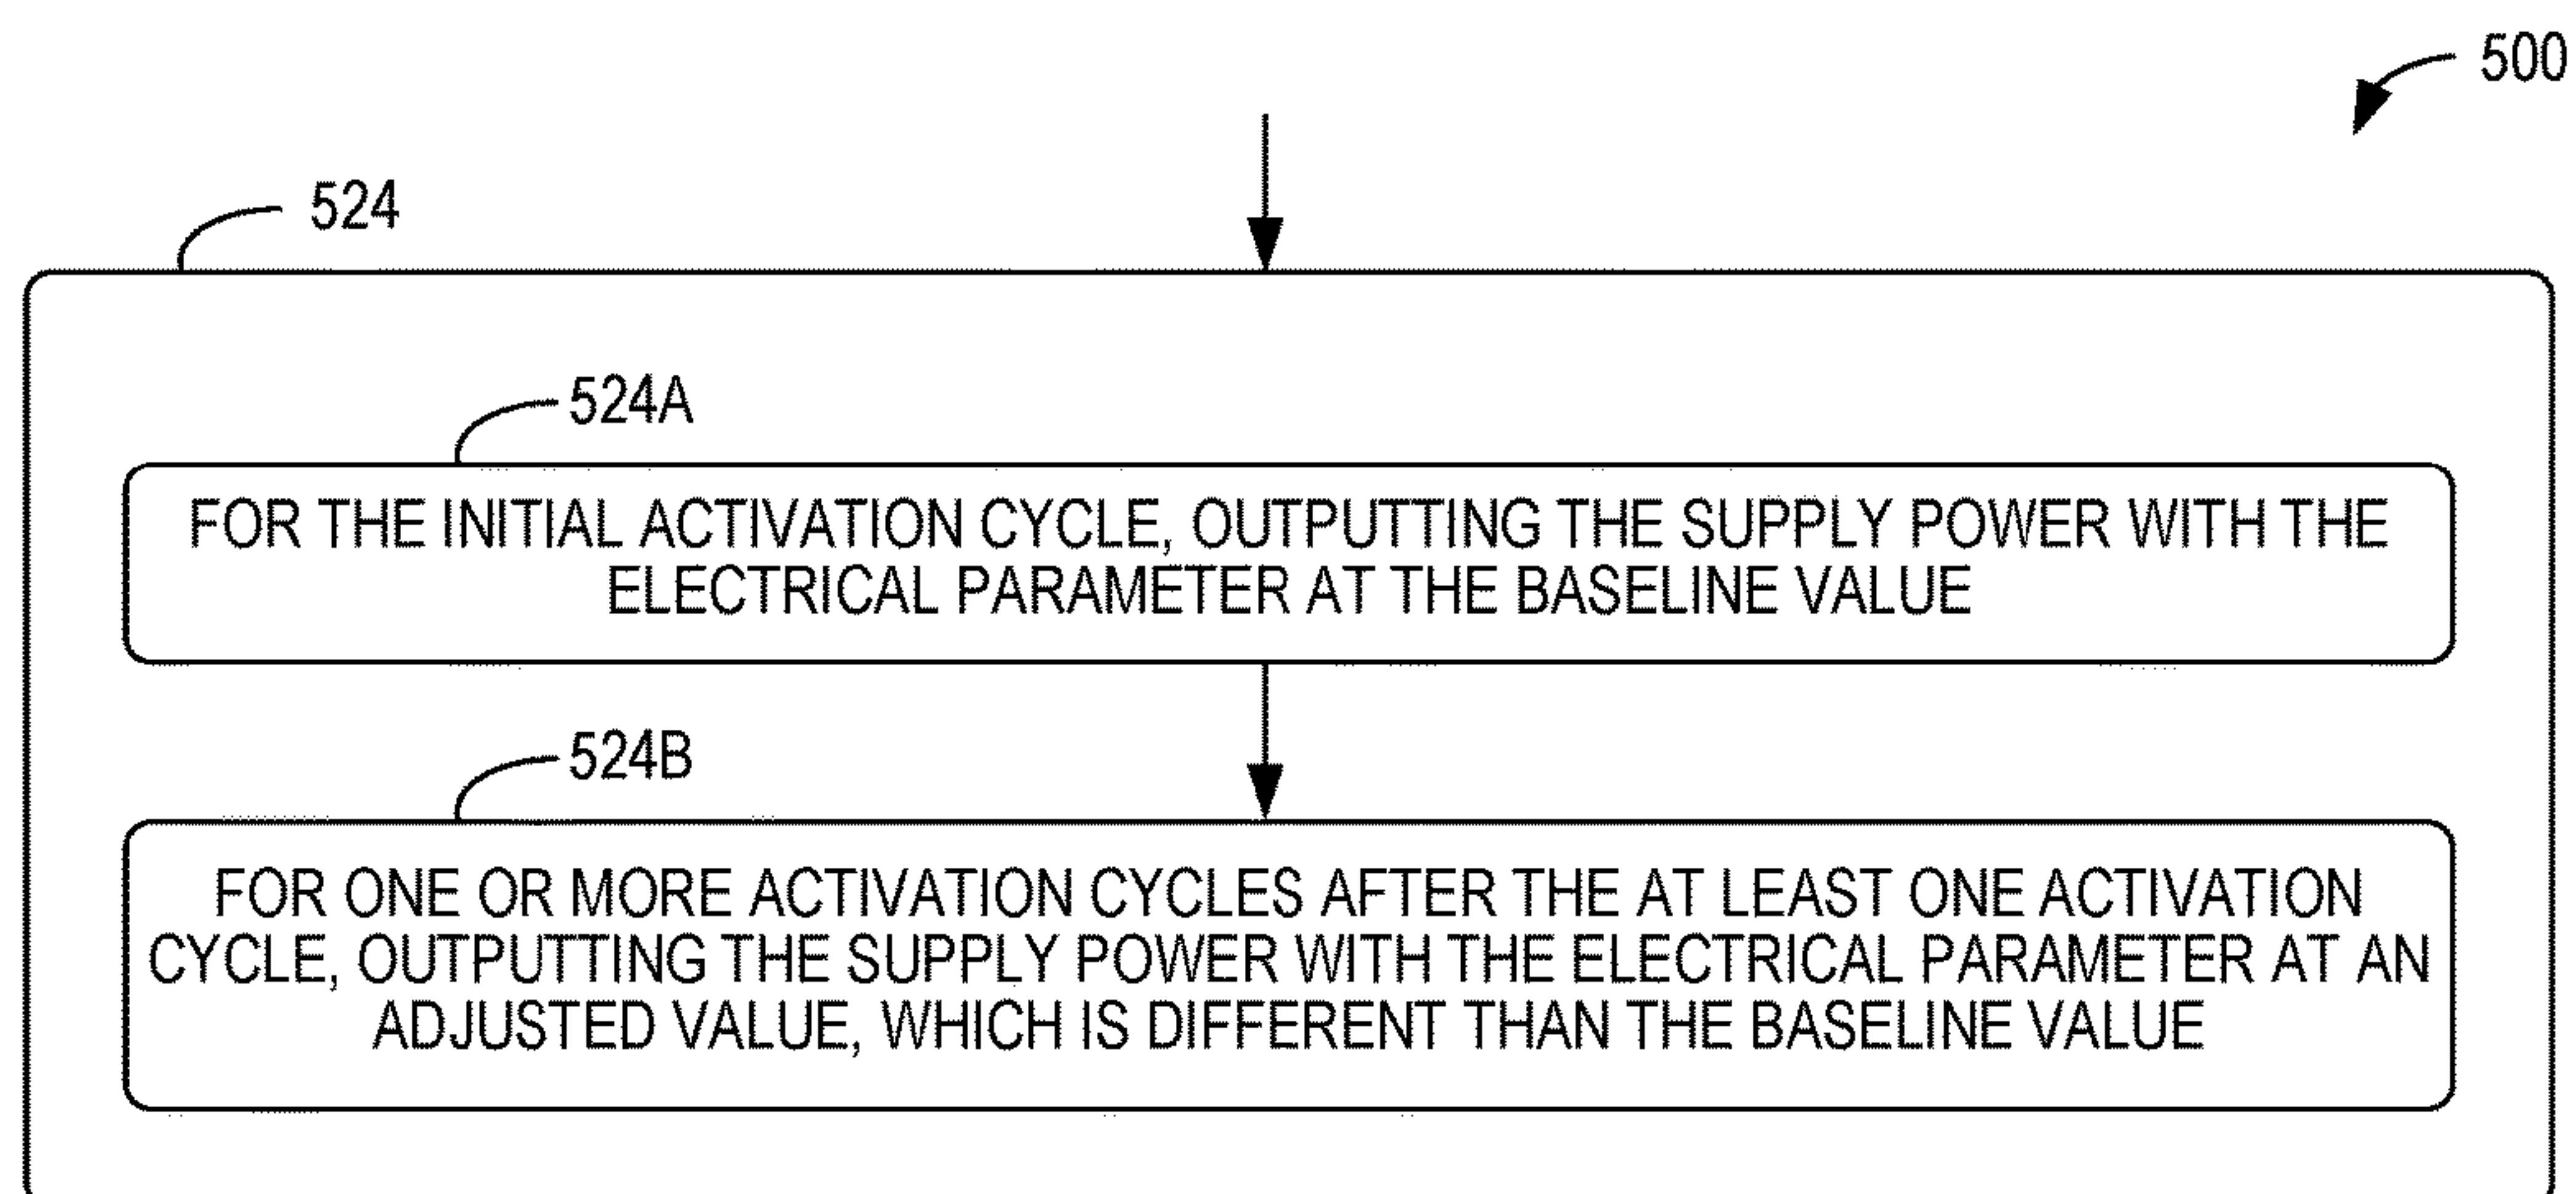 500
524
524A
FOR THE INITIAL ACTIVATION CYCLE, OUTPUTTING THE SUPPLY POWER WITH THE
ELECTRICAL PARAMETER AT THE BASELINE VALUE
524B
FOR ONE OR MORE ACTIVATION CYCLES AFTER THE AT LEAST ONE ACTIVATION
CYCLE, OUTPUTTING THE SUPPLY POWER WITH THE ELECTRICAL PARAMETER AT AN
ADJUSTED VALUE, WHICH IS DIFFERENT THAN THE BASELINE VALUE